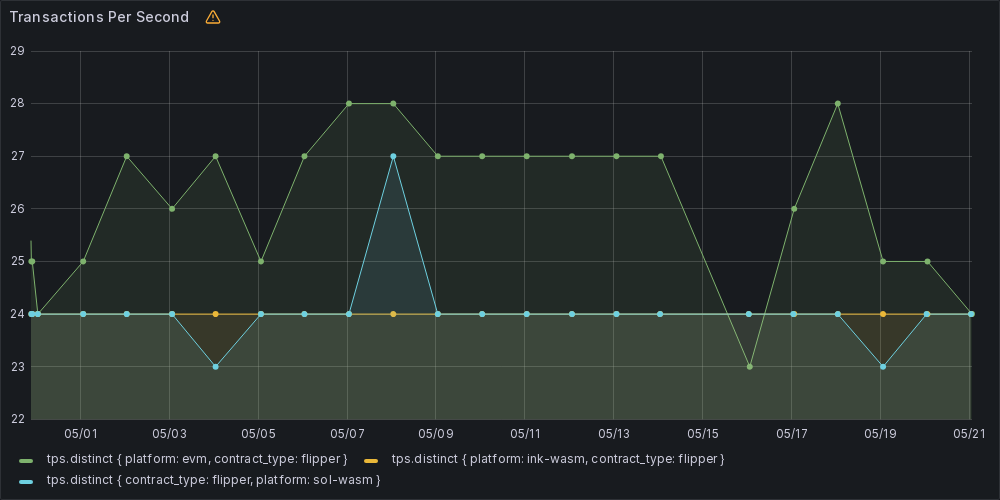 Transactions Per Second
29
28
27
26
25
24
23
22
05/01 05/03 05/05 05/07 05/09 05/11 05/13 05/15 05/17 05/19 05/21
tps.distinct { platform: evm, contract_type: flipper } tps.distinct { platform: ink-wasm, contract_type: flipper }
tps.distinct { contract_type: flipper, platform: sol-wasm }